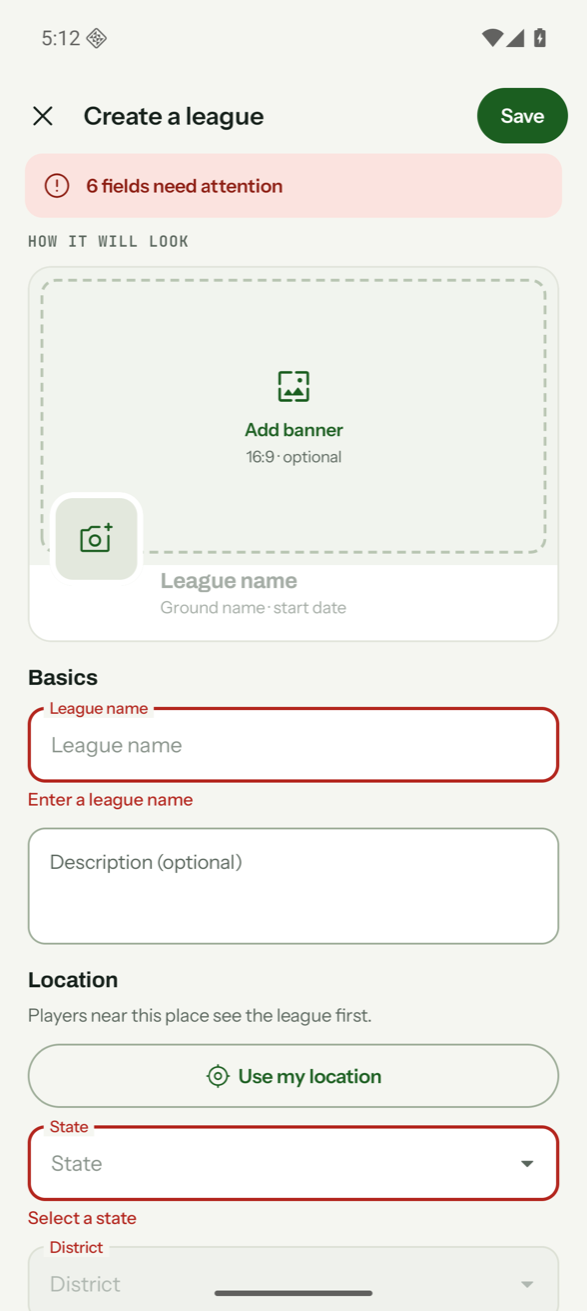 5:12
Create a league
Save
6 fields need attention
HOW IT WILL LOOK
Add banner
16:9 · optional
League name
Ground name · start date
Basics
League name
League name
Enter a league name
Description (optional)
Location
Players near this place see the league first.
Use my location
State
State
Select a state
District
District